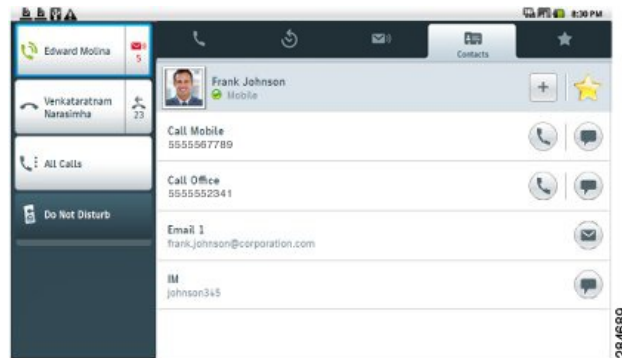 8:30 PM
Edward Molina
5
Venkataratnam
Narasimha
23
All Calls
Do Not Disturb
Contacts
Frank Johnson
Mobile
Call Mobile
5555567789
Call Office
5555552341
Email 1
frank.johnson@corporation.com
IM
johnson345
284689